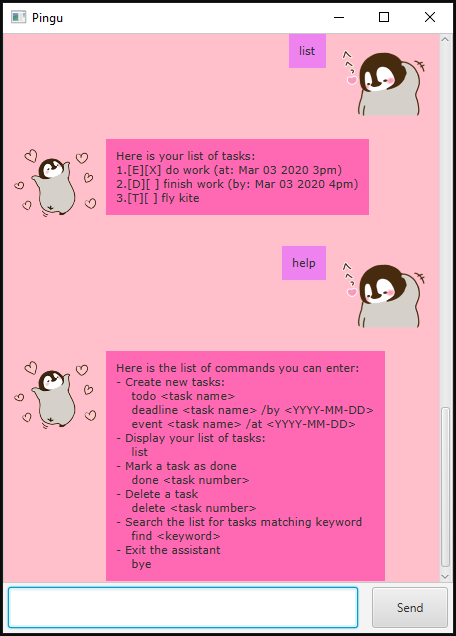 Pingu
list
Here is your list of tasks:
1.[E][X] do work (at: Mar 03 2020 3pm)
2.[D][ ] finish work (by: Mar 03 2020 4pm)
3.[T][ ] fly kite
help
Here is the list of commands you can enter:
- Create new tasks:
    todo <task name>
    deadline <task name> /by <YYYY-MM-DD>
    event <task name> /at <YYYY-MM-DD>
- Display your list of tasks:
    list
- Mark a task as done
    done <task number>
- Delete a task
    delete <task number>
- Search the list for tasks matching keyword
    find <keyword>
- Exit the assistant
    bye
Send